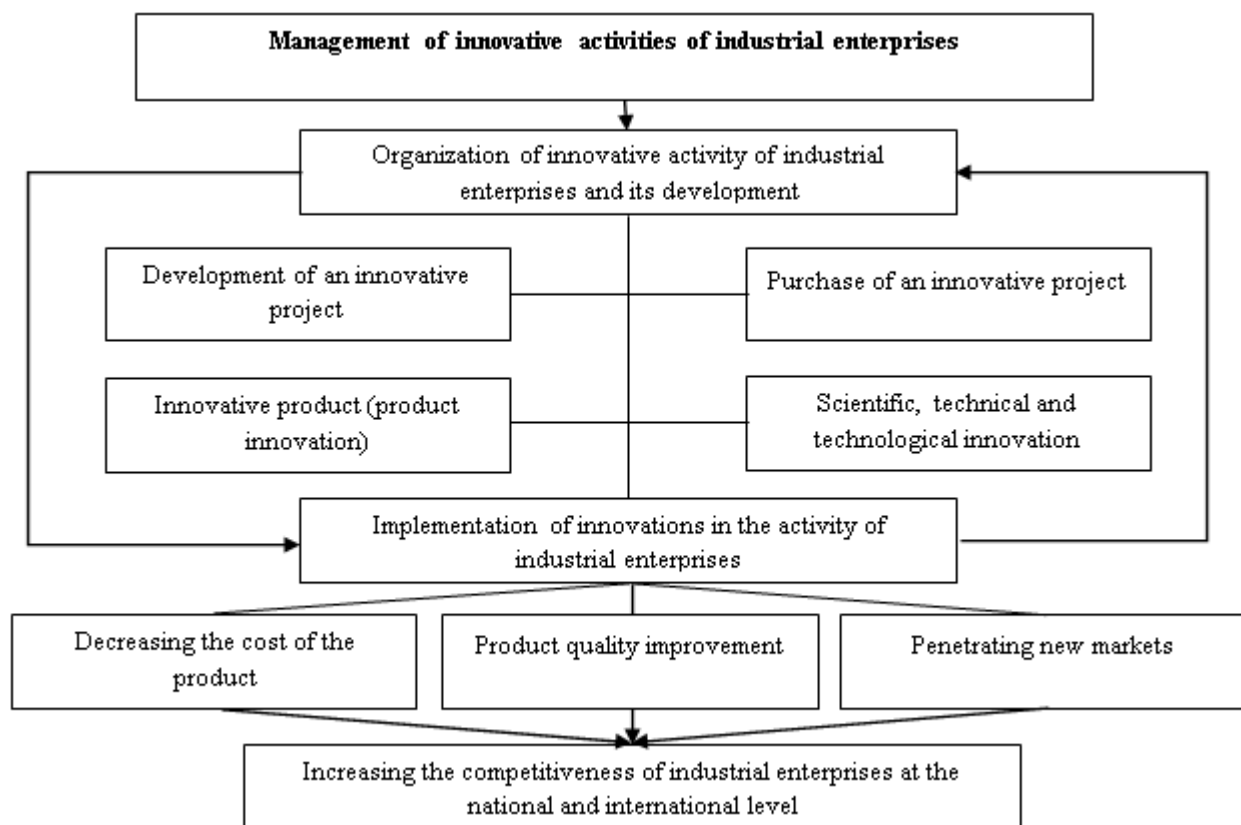 Management of innovative activities of industrial enterprises
Organization of innovative activity of industrial
enterprises and its development
Development of an innovative
project
Purchase of an innovative project
Innovative product (product
innovation)
Scientific, technical and
technological innovation
Implementation of innovations in the activity of
industrial enterprises
Decreasing the cost of the
product
Product quality improvement
Penetrating new markets
Increasing the competitiveness of industrial enterprises at the
national and international level